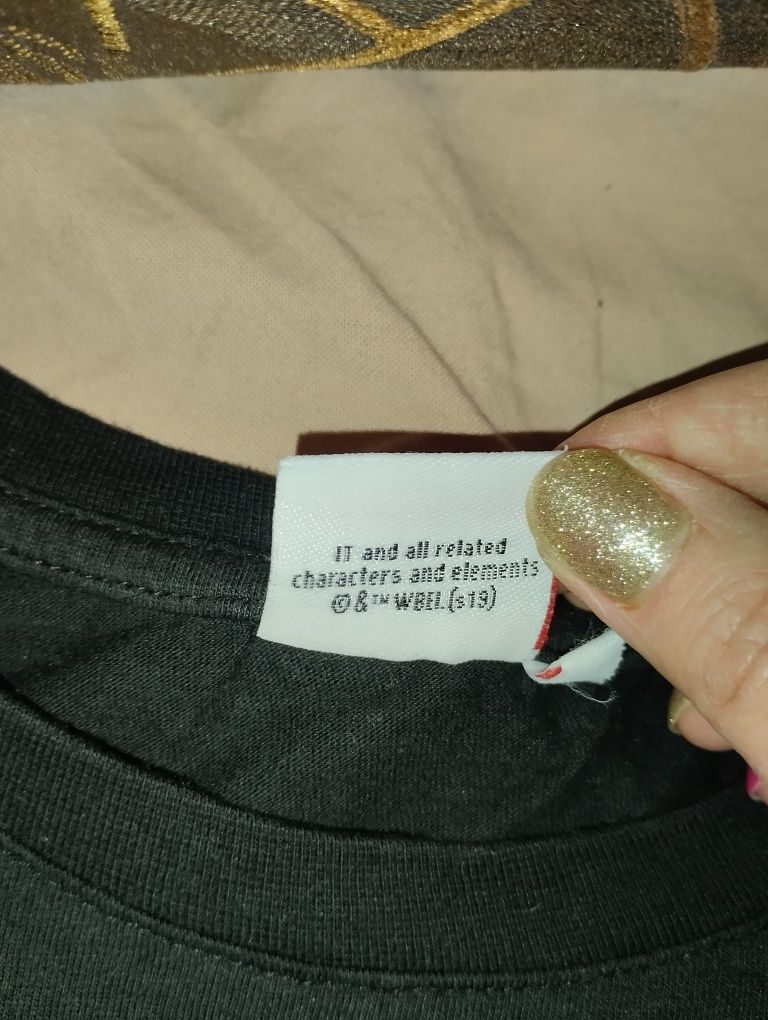 IT and all related
characters and elements
© & ™ WBEI. (s19)